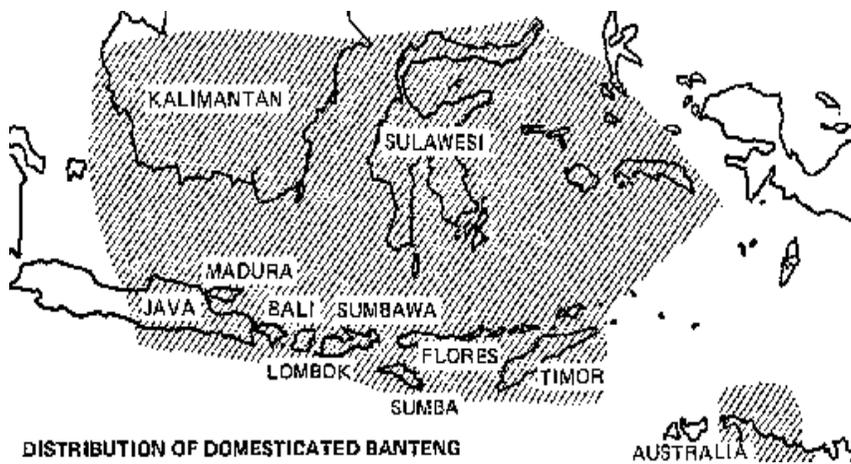 KALIMANTAN
SULAWESI
MADURA
JAVA
BALI
SUMBAWA
FLORES
LOMBOK
TIMOR
SUMBA
DISTRIBUTION OF DOMESTICATED BANTENG
AUSTRALIA